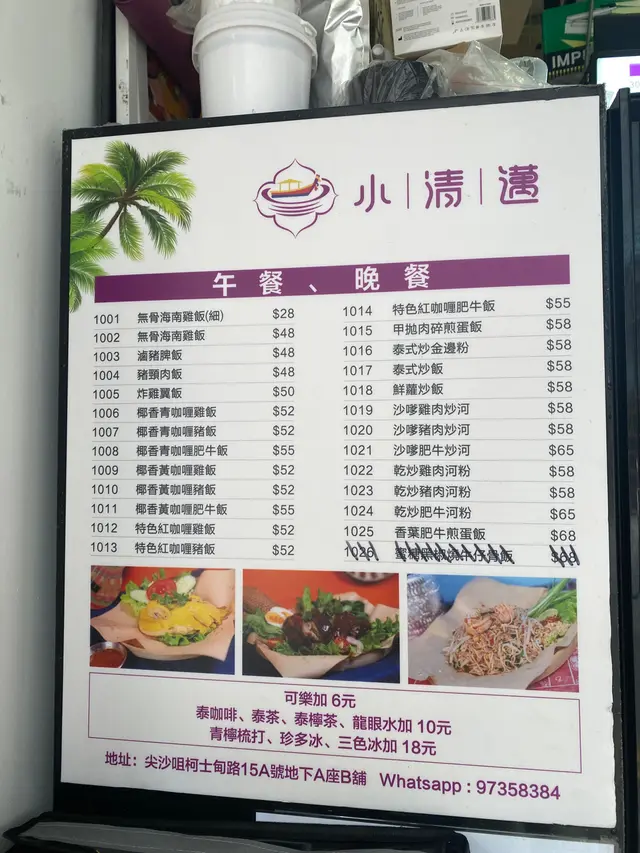 IMP
小 | 清 | 邁
午餐、晚餐
1001 無骨海南雞飯(細) $28
1002 無骨海南雞飯 $48
1003 滷豬脾飯 $48
1004 豬頸肉飯 $48
1005 炸雞翼飯 $50
1006 椰香青咖喱雞飯 $52
1007 椰香青咖喱豬飯 $52
1008 椰香青咖喱肥牛飯 $55
1009 椰香黃咖喱雞飯 $52
1010 椰香黃咖喱豬飯 $52
1011 椰香黃咖喱肥牛飯 $55
1012 特色紅咖喱雞飯 $52
1013 特色紅咖喱豬飯 $52
1014 特色紅咖喱肥牛飯 $55
1015 甲拋肉碎煎蛋飯 $58
1016 泰式炒金邊粉 $58
1017 泰式炒飯 $58
1018 鮮蘿炒飯 $58
1019 沙嗲雞肉炒河 $58
1020 沙嗲豬肉炒河 $58
1021 沙嗲肥牛炒河 $65
1022 乾炒雞肉河粉 $58
1023 乾炒豬肉河粉 $58
1024 乾炒肥牛河粉 $65
1025 香葉肥牛煎蛋飯 $68
1026
可樂加 6元
泰咖啡、泰茶、泰檸茶、龍眼水加 10元
青檸梳打、珍多冰、三色冰加 18元
地址：尖沙咀柯士甸路15A號地下A座B舖 Whatsapp : 97358384